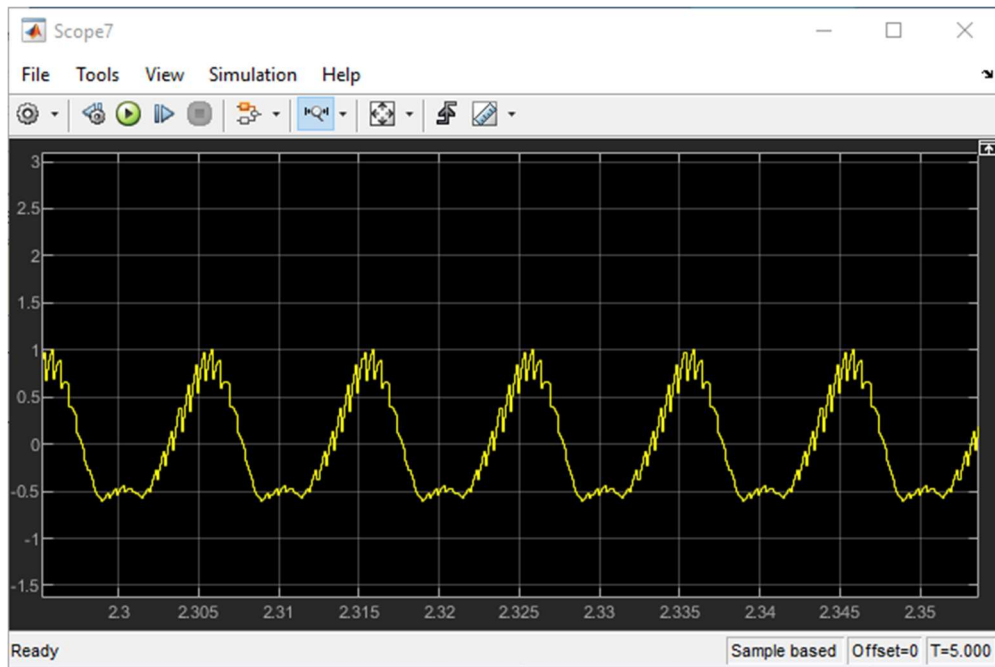 Scope7
File Tools View Simulation Help
3
2.5
2
1.5
1
0.5
0
-0.5
-1
-1.5
2.3 2.305 2.31 2.315 2.32 2.325 2.33 2.335 2.34 2.345 2.35
Ready Sample based Offset=0 T=5.000